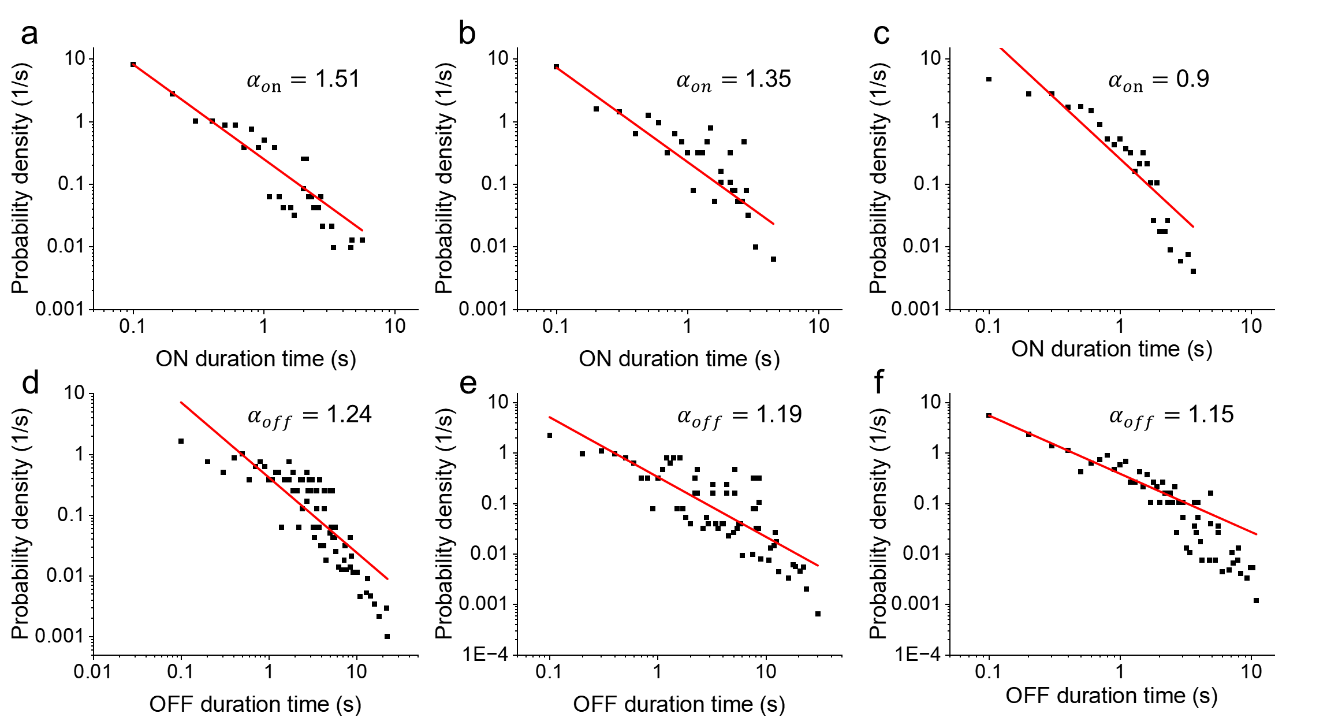 a
b
c
Probability density (1/s)
10
1
0.1
0.01
0.001
α_on = 1.51
0.1
1
10
ON duration time (s)
Probability density (1/s)
10
1
0.1
0.01
0.001
α_on = 1.35
0.1
1
10
ON duration time (s)
Probability density (1/s)
10
1
0.1
0.01
0.001
α_on = 0.9
0.1
1
10
ON duration time (s)
d
e
f
Probability density (1/s)
10
1
0.1
0.01
0.001
α_off = 1.24
0.01
0.1
1
10
OFF duration time (s)
Probability density (1/s)
10
1
0.1
0.01
0.001
1E−4
α_off = 1.19
0.1
1
10
OFF duration time (s)
Probability density (1/s)
10
1
0.1
0.01
0.001
1E−4
α_off = 1.15
0.1
1
10
OFF duration time (s)